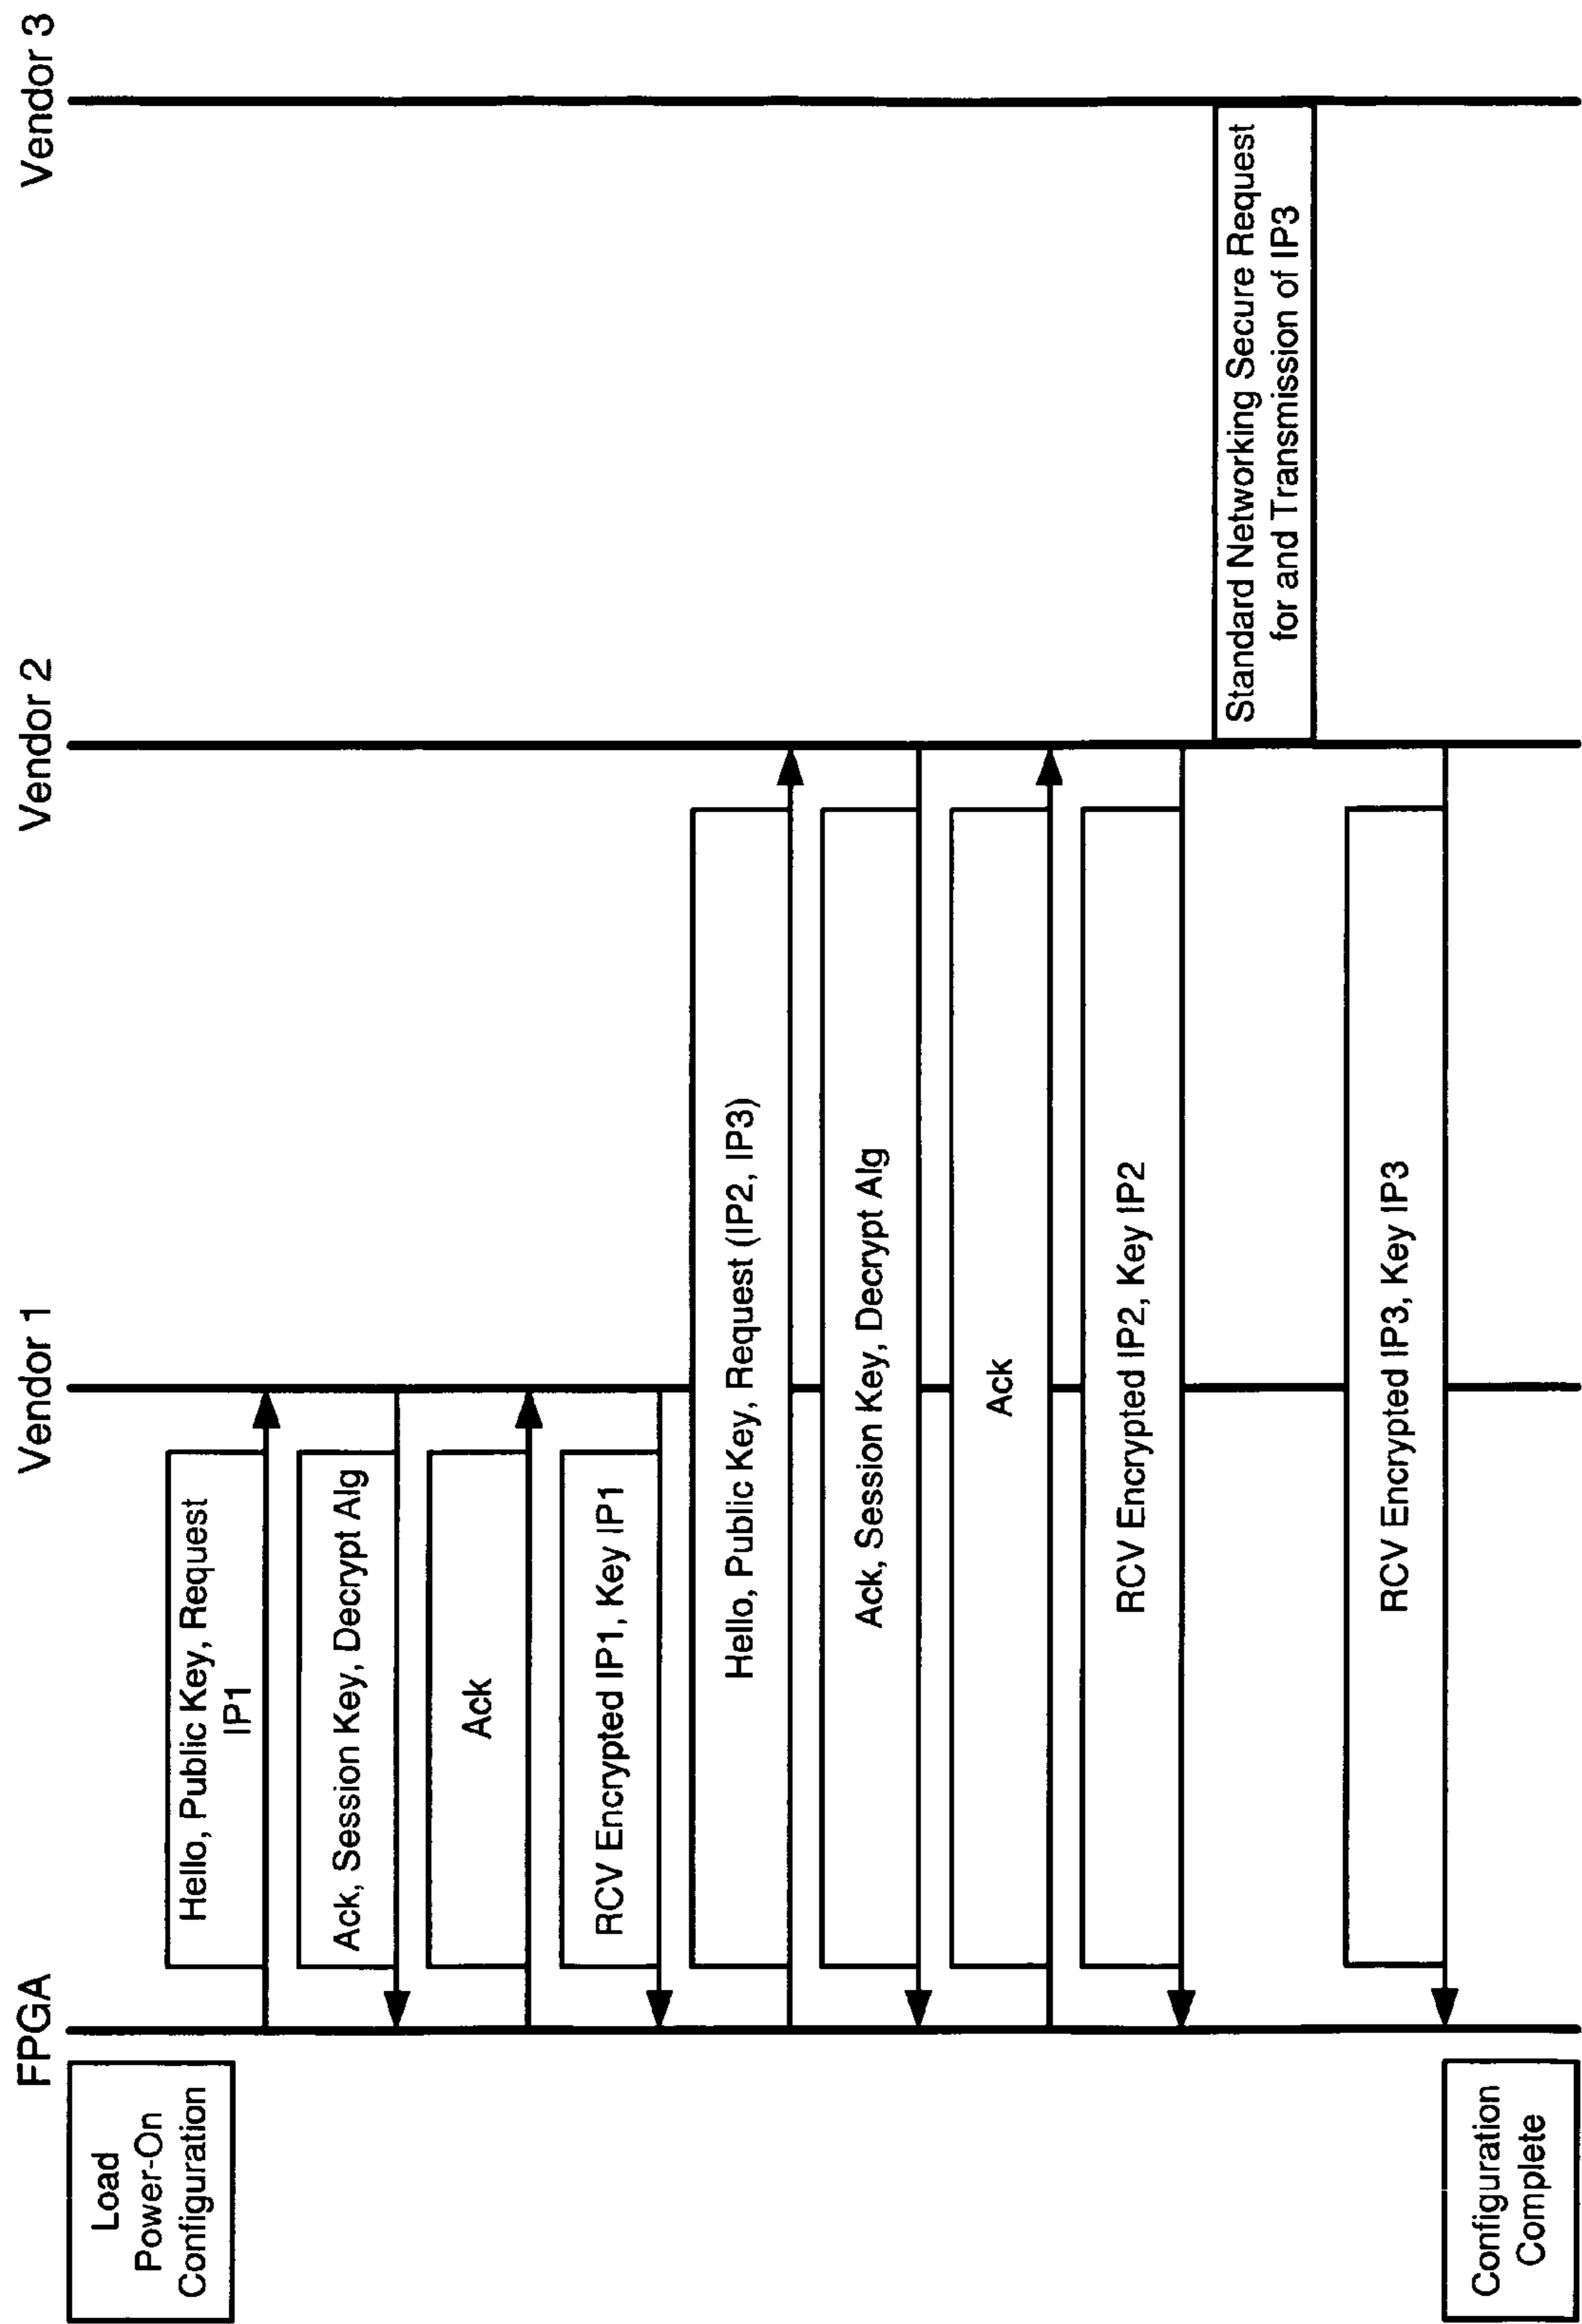 FPGA
Vendor 1
Vendor 2
Vendor 3
Load
Power-On
Configuration
Hello, Public Key, Request
IP1
Ack, Session Key, Decrypt Alg
Ack
RCV Encrypted IP1, Key IP1
Hello, Public Key, Request (IP2, IP3)
Ack, Session Key, Decrypt Alg
Ack
RCV Encrypted IP2, Key IP2
Standard Networking Secure Request
for and Transmission of IP3
RCV Encrypted IP3, Key IP3
Configuration
Complete